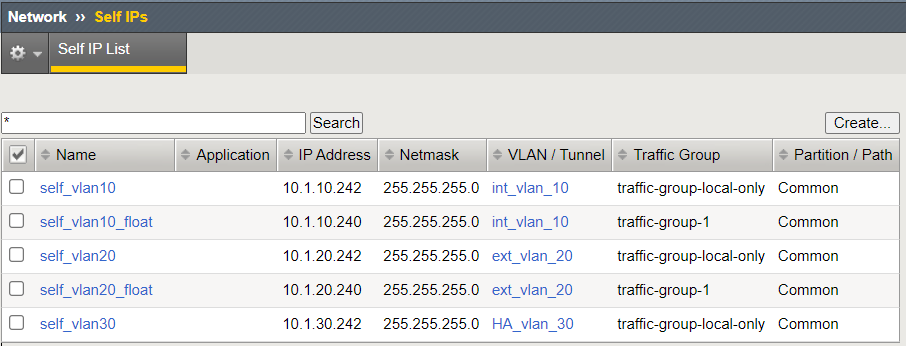 Network »» Self IPs
Self IP List
*
Search
Create...
Name Application IP Address Netmask VLAN / Tunnel Traffic Group Partition / Path
self_vlan10 10.1.10.242 255.255.255.0 int_vlan_10 traffic-group-local-only Common
self_vlan10_float 10.1.10.240 255.255.255.0 int_vlan_10 traffic-group-1 Common
self_vlan20 10.1.20.242 255.255.255.0 ext_vlan_20 traffic-group-local-only Common
self_vlan20_float 10.1.20.240 255.255.255.0 ext_vlan_20 traffic-group-1 Common
self_vlan30 10.1.30.242 255.255.255.0 HA_vlan_30 traffic-group-local-only Common